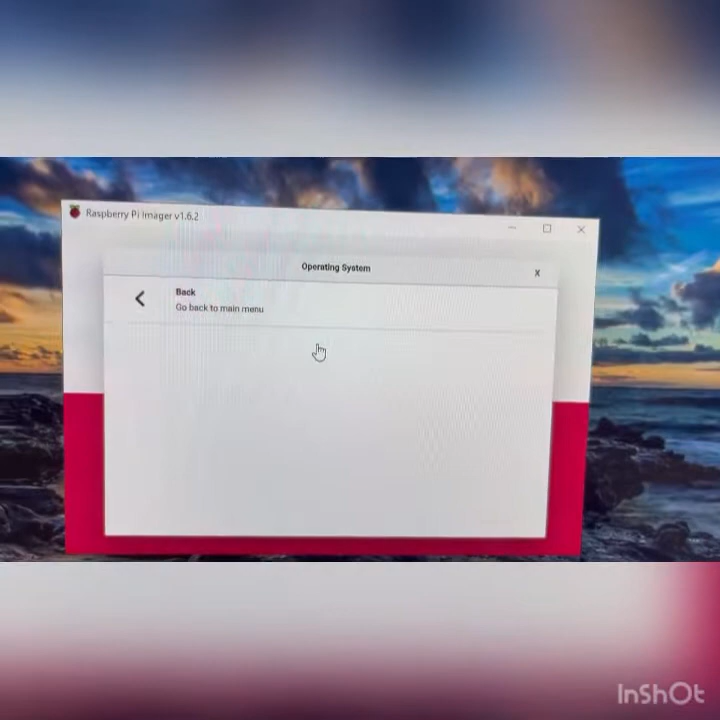 Raspberry Pi Imager v1.6.2
Operating System
x
Back
Go back to main menu
InShOt